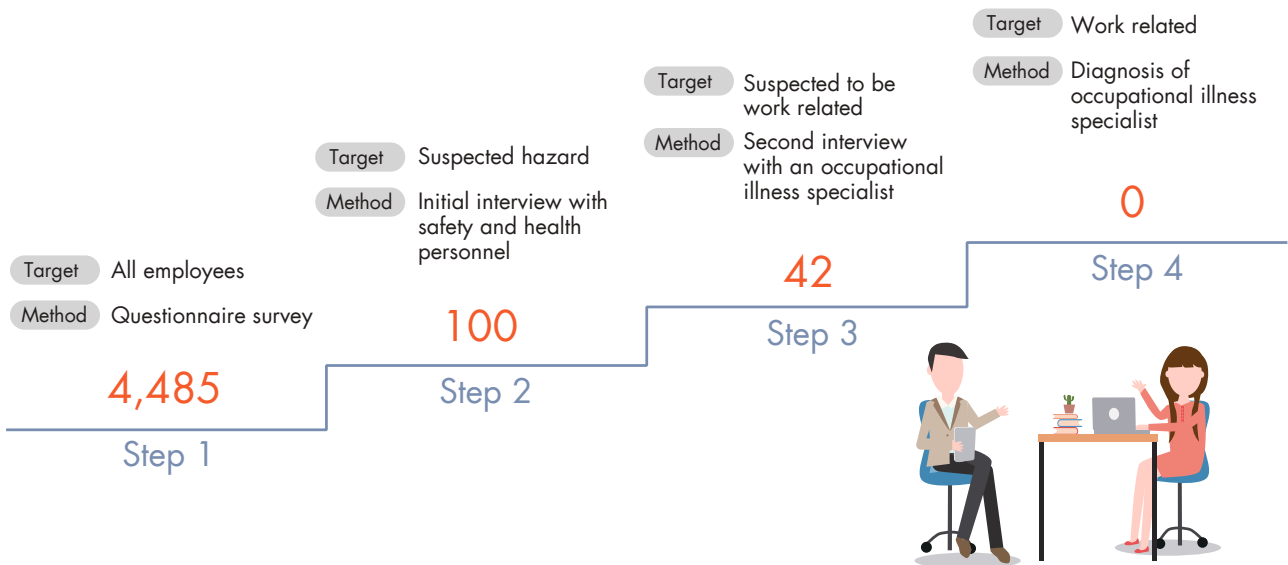 Target All employees
Method Questionnaire survey
4,485
Step 1
Target Suspected hazard
Method Initial interview with
safety and health
personnel
100
Step 2
Target Suspected to be
work related
Method Second interview
with an occupational
illness specialist
42
Step 3
Target Work related
Method Diagnosis of
occupational illness
specialist
0
Step 4